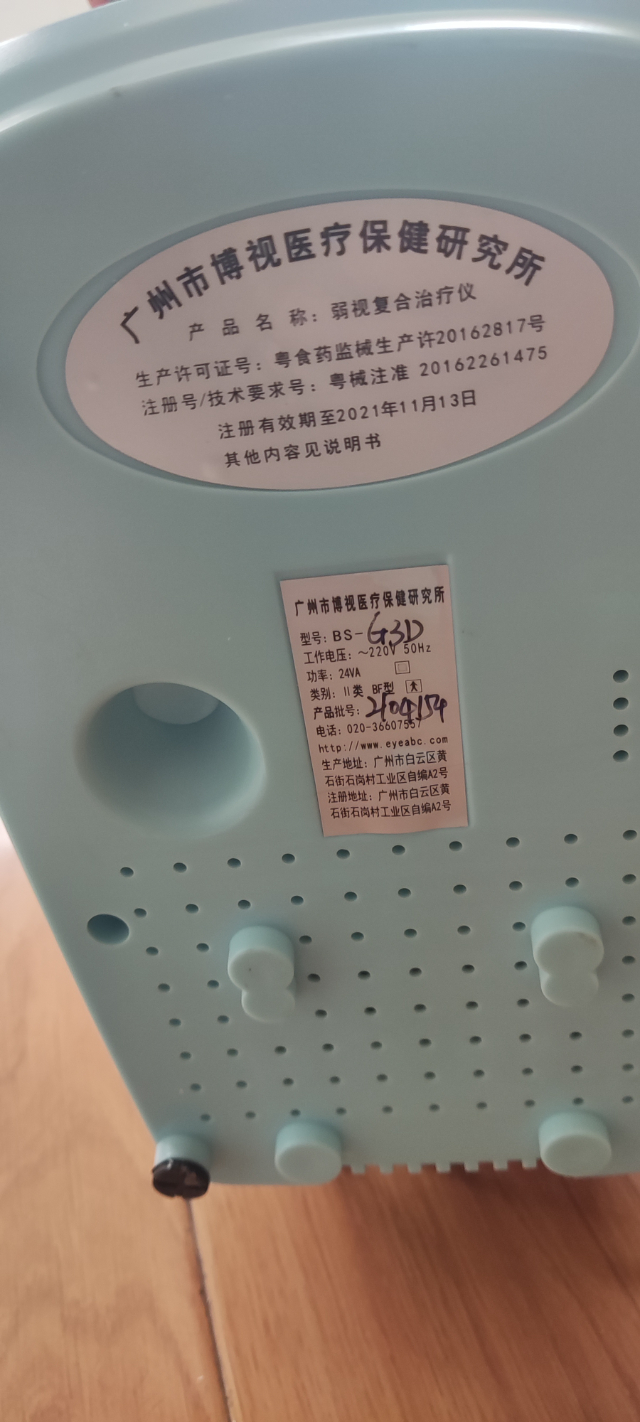 广州市博视医疗保健研究所
产品名称：弱视复合治疗仪
生产许可证号：粤食药监械生产许20162817号
注册号/技术要求号：粤械注准 20162261475
注册有效期至2021年11月13日
其他内容见说明书
广州市博视医疗保健研究所
型号：BS-G3D
工作电压：～220V 50Hz
功率：24VA
类别：II类 BF型
产品批号：2104154
电话：020-36607557
http://www.eyeabc.com
生产地址：广州市白云区黄
石街石岗村工业区自编A2号
注册地址：广州市白云区黄
石街石岗村工业区自编A2号